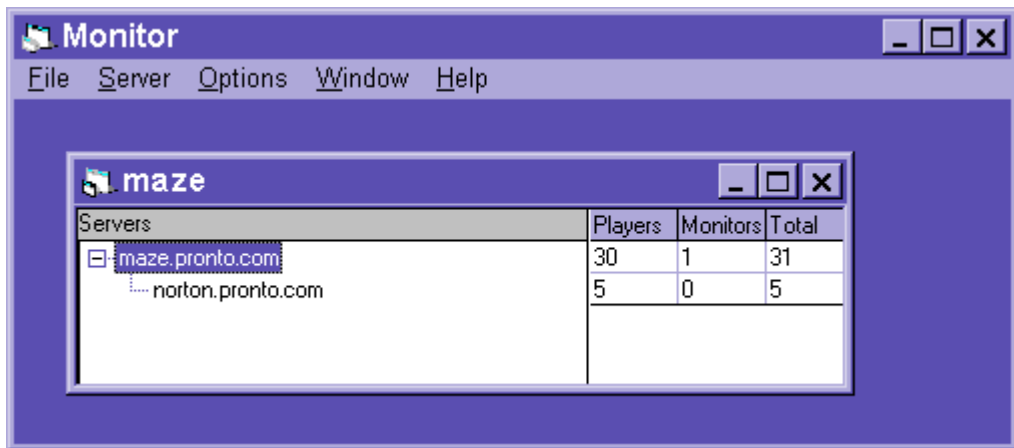 Monitor
File Server Options Window Help
maze
Servers Players Monitors Total
maze.pronto.com 30 1 31
norton.pronto.com 5 0 5